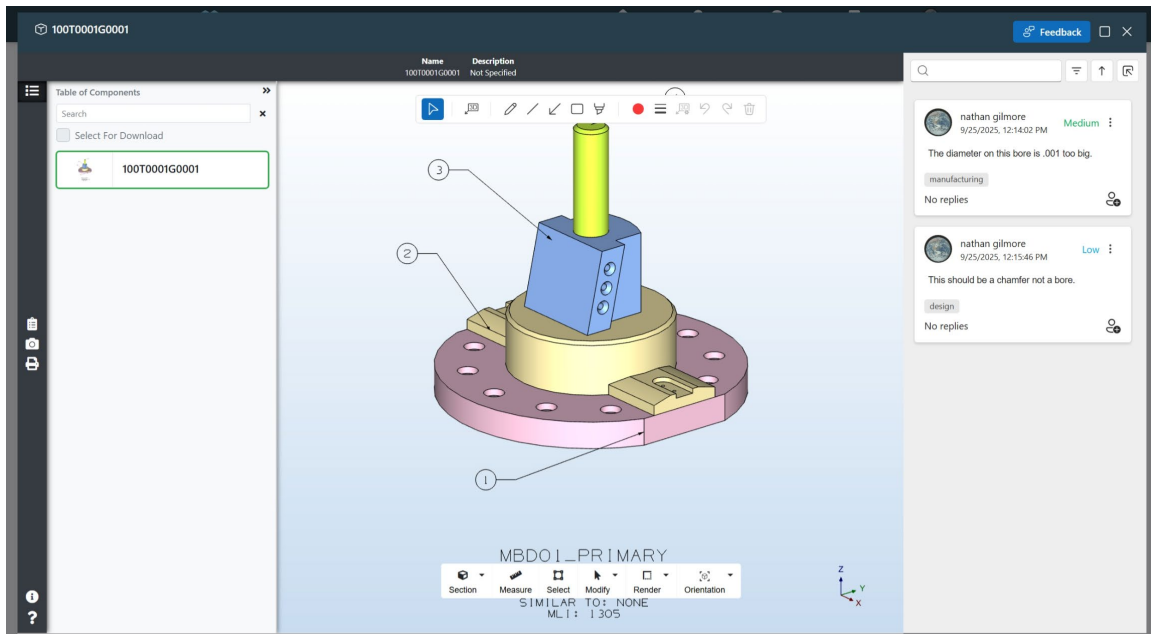 100T0001G0001
Feedback
Name Description
100T0001G0001 Not Specified
Table of Components
Search
Select For Download
100T0001G0001
3D
3
2
1
MBD01_PRIMARY
Section Measure Select Modify Render Orientation
SIMILAR TO: NONE
MLI: 1305
Z
Y
X
nathan gilmore
9/25/2025, 12:14:02 PM
Medium
The diameter on this bore is .001 too big.
manufacturing
No replies
nathan gilmore
9/25/2025, 12:15:46 PM
Low
This should be a chamfer not a bore.
design
No replies